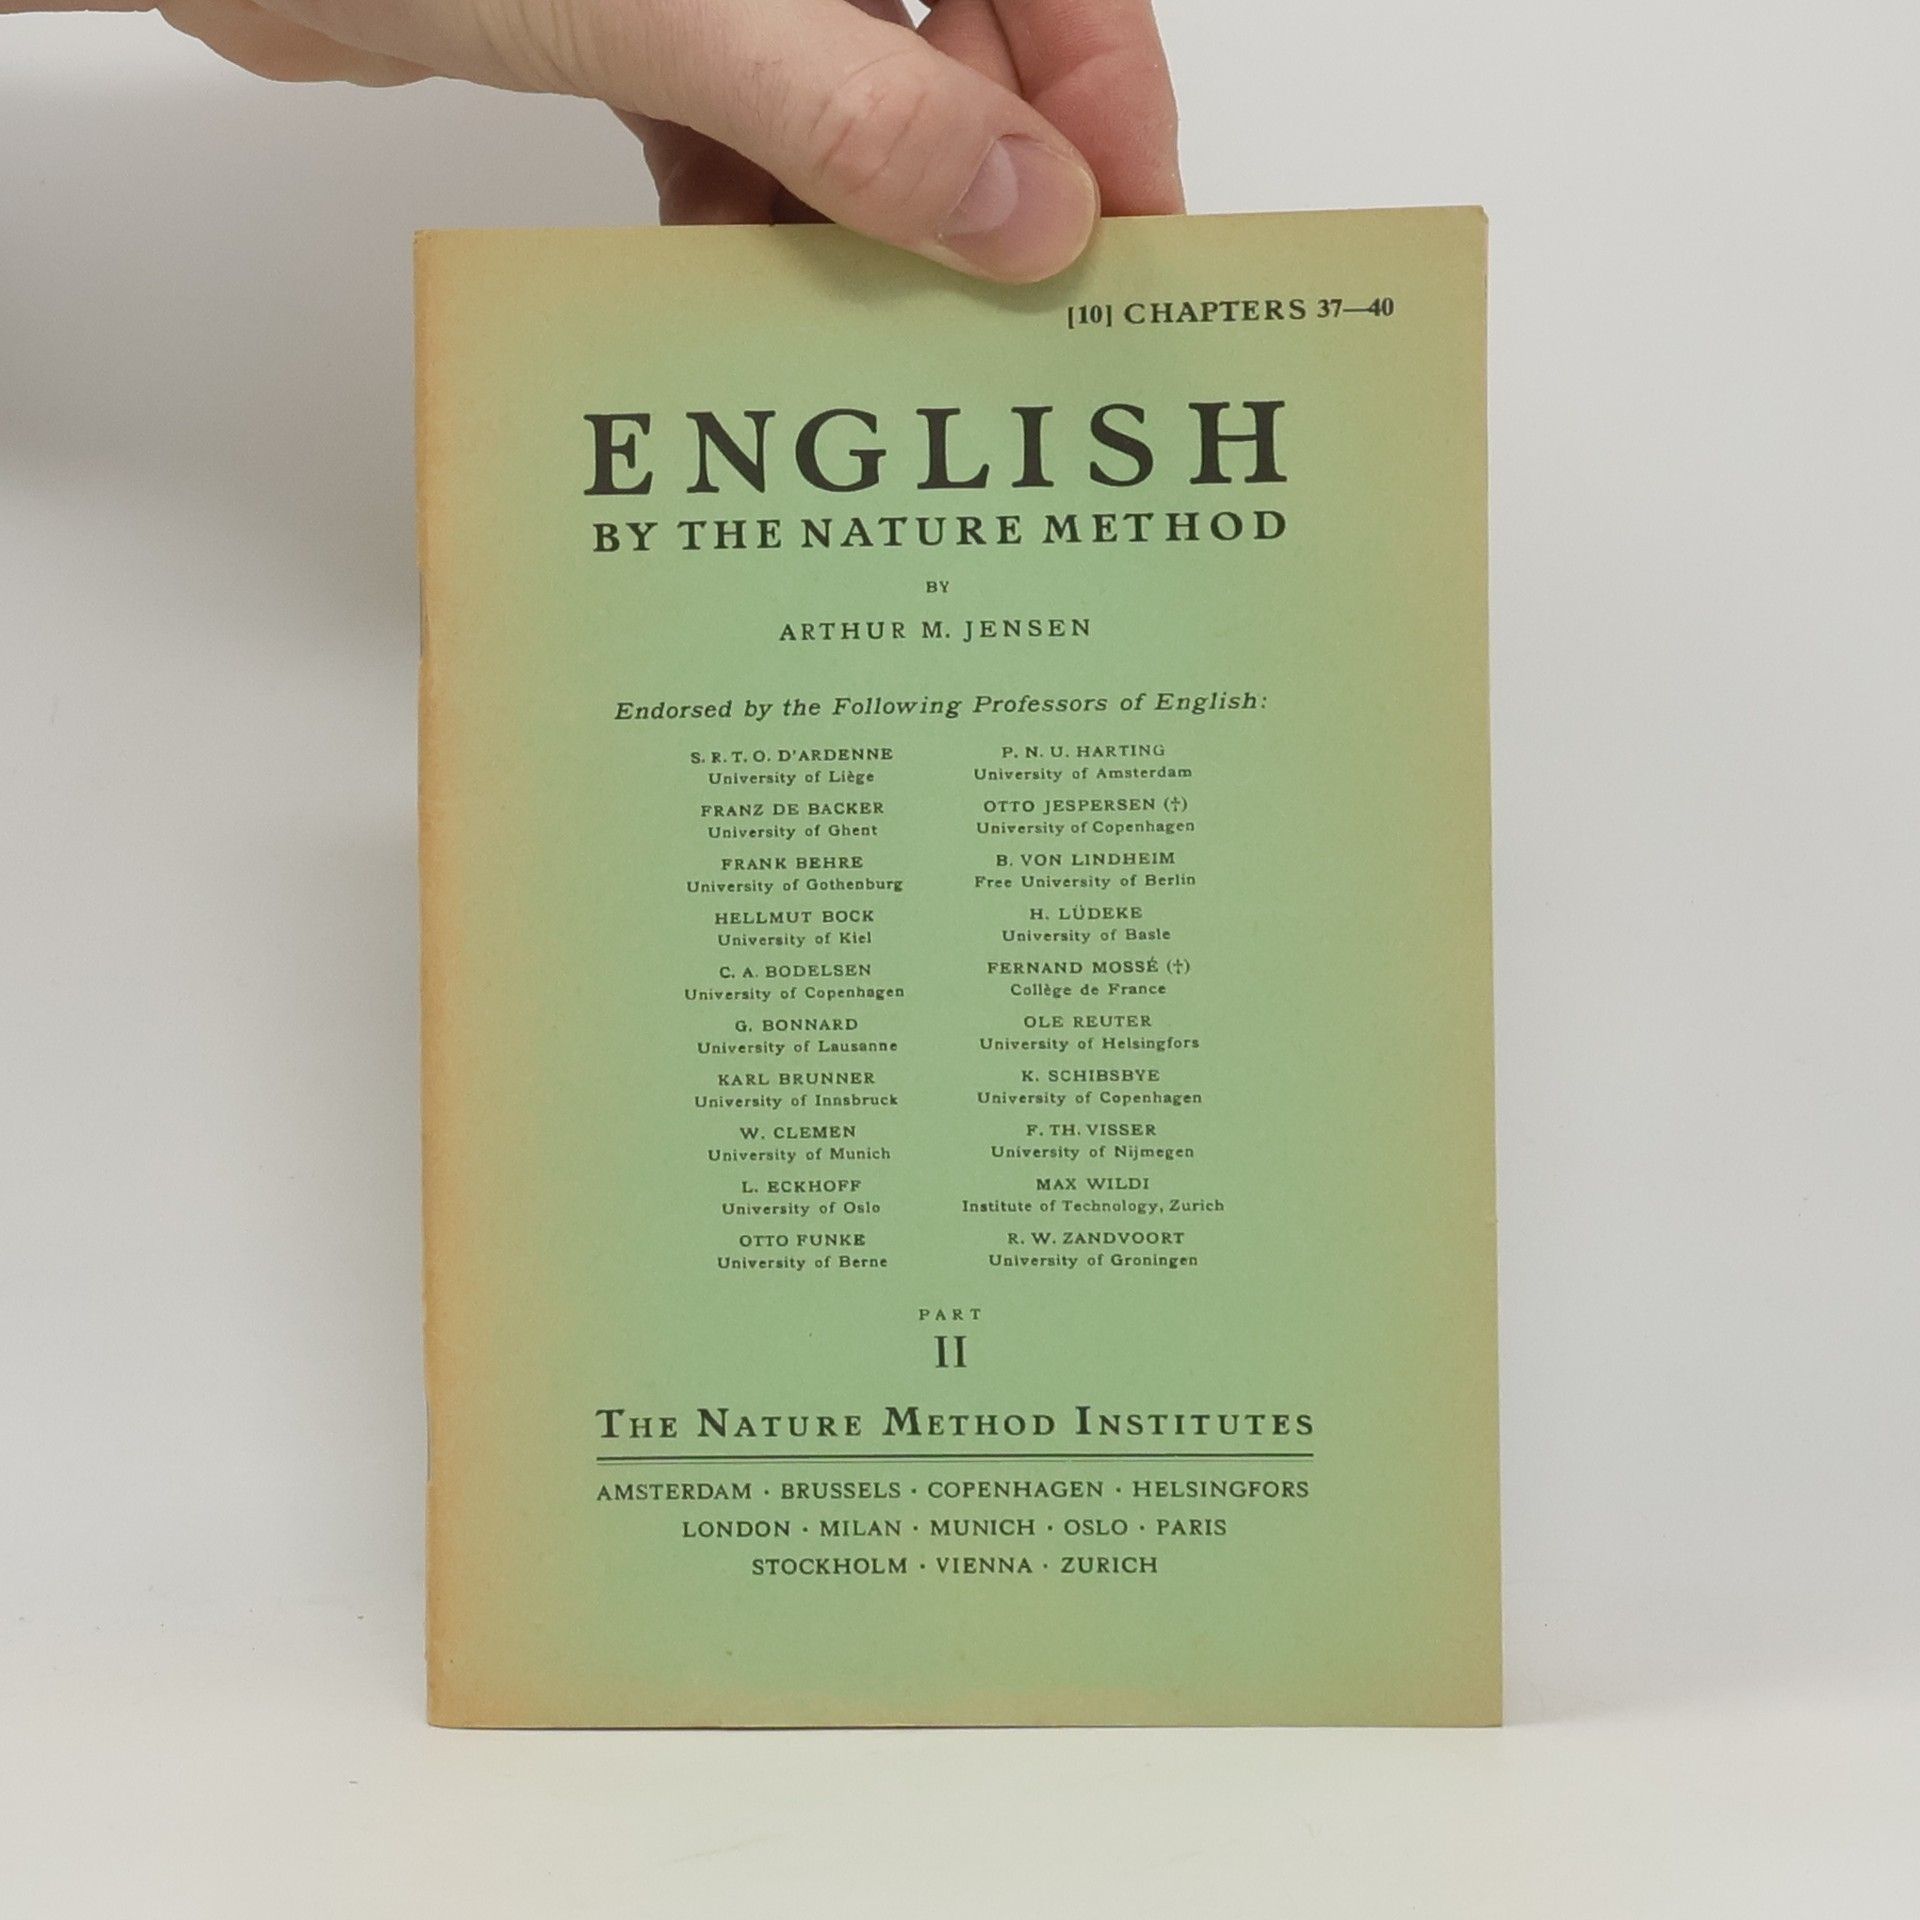 [10] CHAPTERS 37—40
ENGLISH
BY THE NATURE METHOD
BY
ARTHUR M. JENSEN
Endorsed by the Following Professors of English:
S. R. T. O. D'ARDENNE
University of Liège
FRANZ DE BACKER
University of Ghent
FRANK BEHRE
University of Gothenburg
HELLMUT BOCK
University of Kiel
C. A. BODELSEN
University of Copenhagen
G. BONNARD
University of Lausanne
KARL BRUNNER
University of Innsbruck
W. CLEMEN
University of Munich
L. ECKHOFF
University of Oslo
OTTO FUNKE
University of Berne
P. N. U. HARTING
University of Amsterdam
OTTO JESPERSEN (†)
University of Copenhagen
B. VON LINDHEIM
Free University of Berlin
H. LÜDEKE
University of Basle
FERNAND MOSSÉ (†)
Collège de France
OLE REUTER
University of Helsingfors
K. SCHIBSBYE
University of Copenhagen
F. TH. VISSER
University of Nijmegen
MAX WILDI
Institute of Technology, Zurich
R. W. ZANDVOORT
University of Groningen
PART
II
THE NATURE METHOD INSTITUTES
AMSTERDAM · BRUSSELS · COPENHAGEN · HELSINGFORS
LONDON · MILAN · MUNICH · OSLO · PARIS
STOCKHOLM · VIENNA · ZURICH